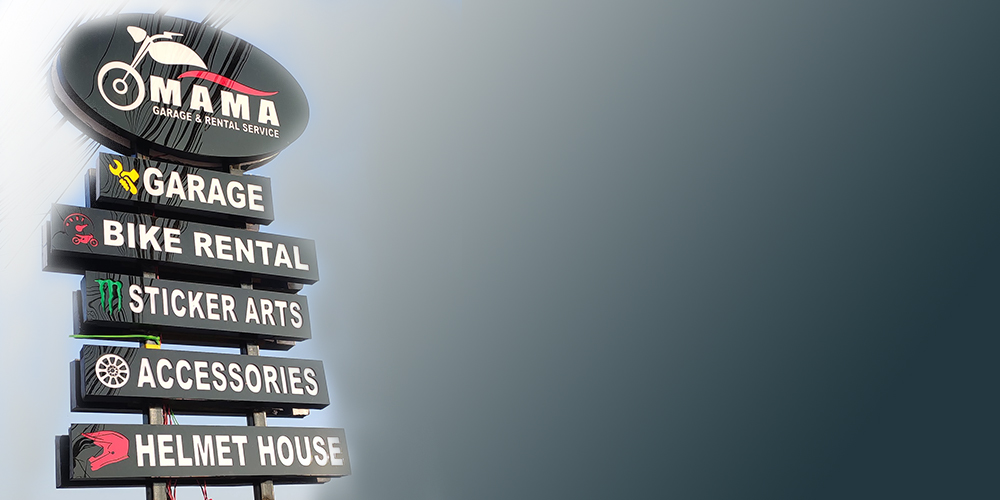 MAMA
GARAGE & RENTAL SERVICE
GARAGE
BIKE RENTAL
STICKER ARTS
ACCESSORIES
HELMET HOUSE